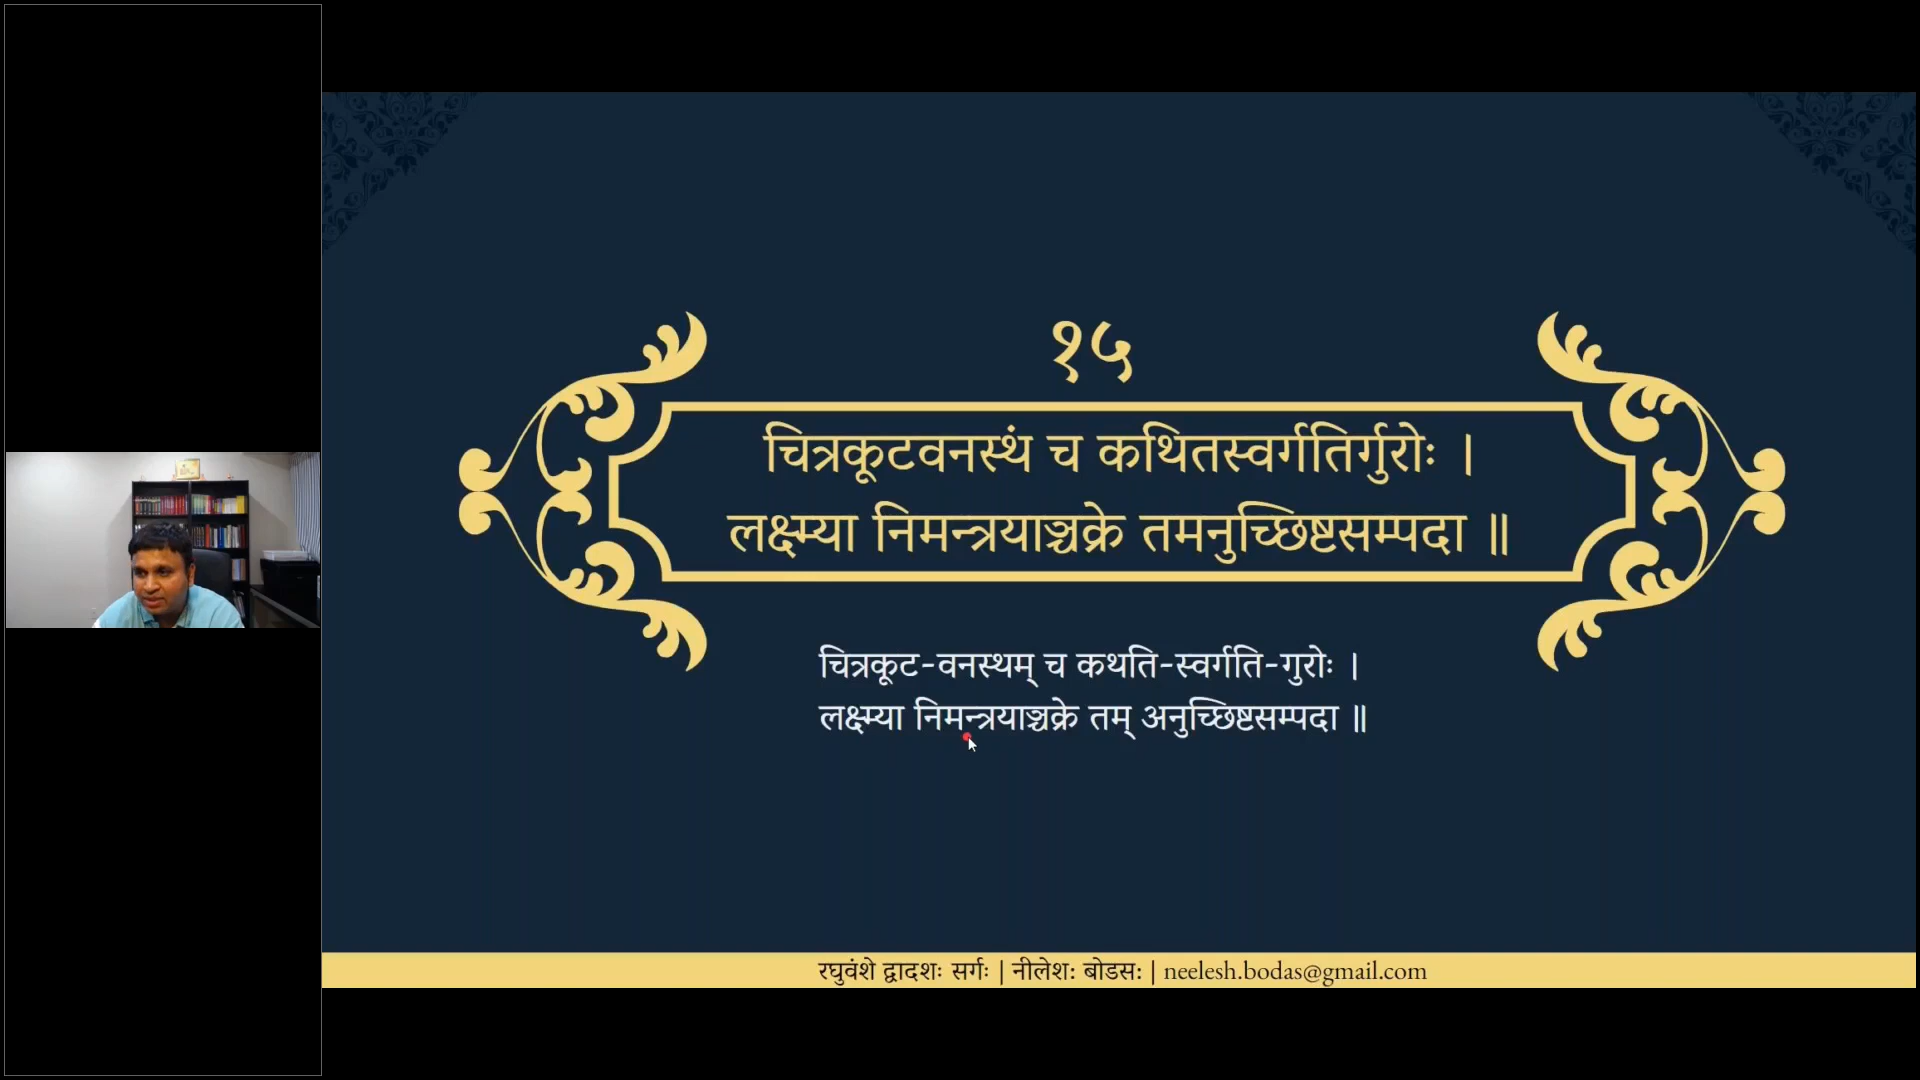 १५
चित्रकूटवनस्थं च कथितस्वर्गतिर्गुरोः ।
लक्ष्म्या निमन्त्रयाञ्चक्रे तमनुच्छिष्टसम्पदा ॥
चित्रकूट-वनस्थम् च कथति-स्वर्गति-गुरोः ।
लक्ष्म्या निमन्त्रयाञ्चक्रे तम् अनुच्छिष्टसम्पदा ॥
रघुवंशे द्वादशः सर्गः | नीलेशः बोडसः | neelesh.bodas@gmail.com